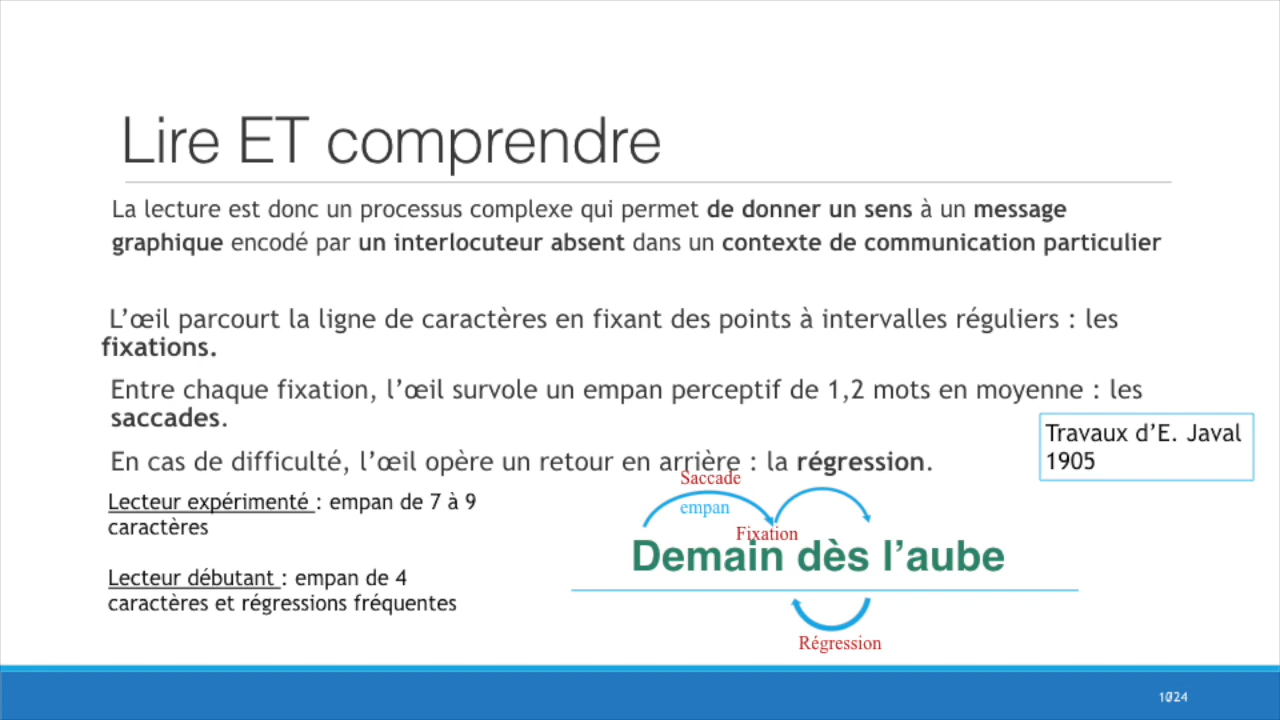 Lire ET comprendre
La lecture est donc un processus complexe qui permet de donner un sens à un message
graphique encodé par un interlocuteur absent dans un contexte de communication particulier
L’œil parcourt la ligne de caractères en fixant des points à intervalles réguliers : les
fixations.
Entre chaque fixation, l’œil survole un empan perceptif de 1,2 mots en moyenne : les
saccades.
Travaux d’E. Javal
1905
En cas de difficulté, l’œil opère un retour en arrière : la régression.
Lecteur expérimenté : empan de 7 à 9
caractères
Lecteur débutant : empan de 4
caractères et régressions fréquentes
Saccade
empan
Fixation
Demain dès l’aube
Régression